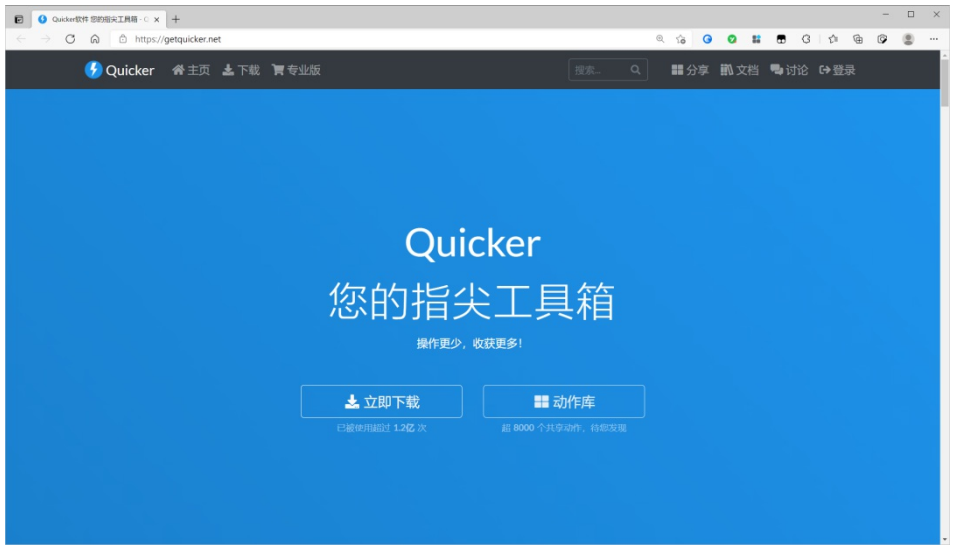 Quicker软件 您的指尖工具箱 - Q
https://getquicker.net
Quicker 主页 下载 专业版 搜索... 分享 文档 讨论 登录
Quicker
您的指尖工具箱
操作更少，收获更多！
立即下载 动作库
已被使用超过 1.2亿 次 超 8000 个共享动作，待您发现